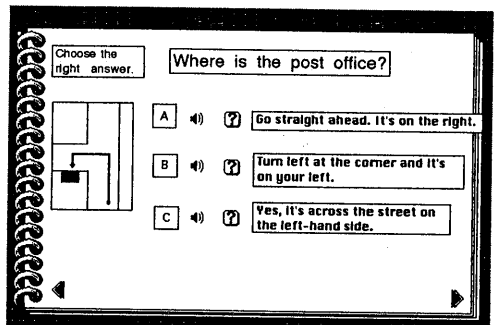 Choose the
right answer.
Where is the post office?
A
Go straight ahead. It's on the right.
B
Turn left at the corner and it's
on your left.
C
Yes, it's across the street on
the left-hand side.